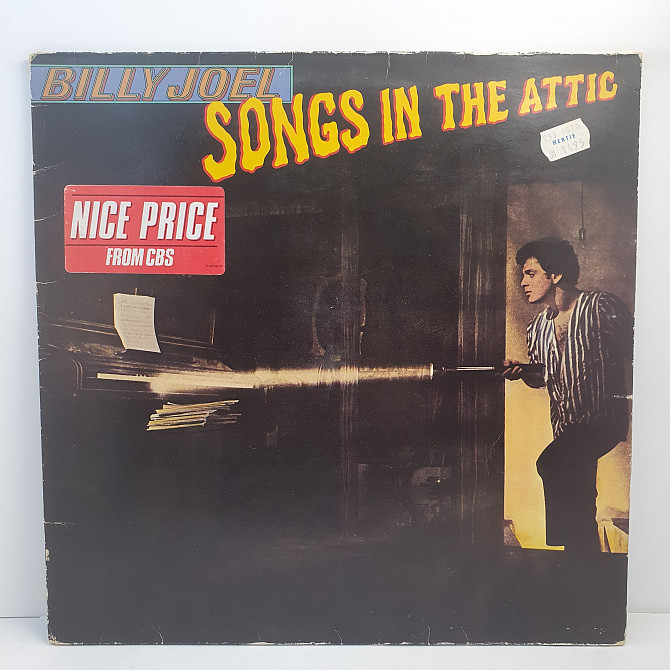 BILLY JOEL
SONGS IN THE ATTIC
HERTIE
NICE PRICE
FROM CBS